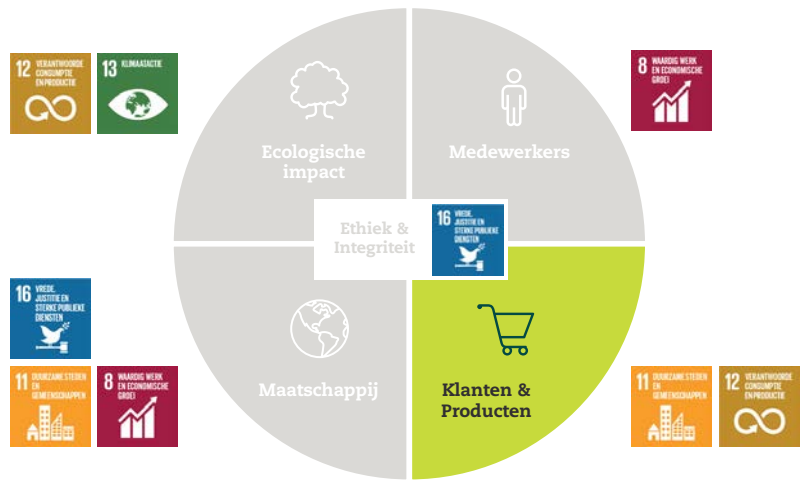 12 VERANTWOORDE
CONSUMPTIE
EN PRODUCTIE
13 KLIMAATACTIE
8 WAARDIG WERK
EN ECONOMISCHE
GROEI
Ecologische
impact
Medewerkers
Ethiek &
Integriteit
16 VREDE,
JUSTITIE EN
STERKE PUBLIEKE
DIENSTEN
16 VREDE,
JUSTITIE EN
STERKE PUBLIEKE
DIENSTEN
11 DUURZAME STEDEN
EN
GEMEENSCHAPPEN
8 WAARDIG WERK
EN ECONOMISCHE
GROEI
Maatschappij
Klanten &
Producten
11 DUURZAME STEDEN
EN
GEMEENSCHAPPEN
12 VERANTWOORDE
CONSUMPTIE
EN PRODUCTIE